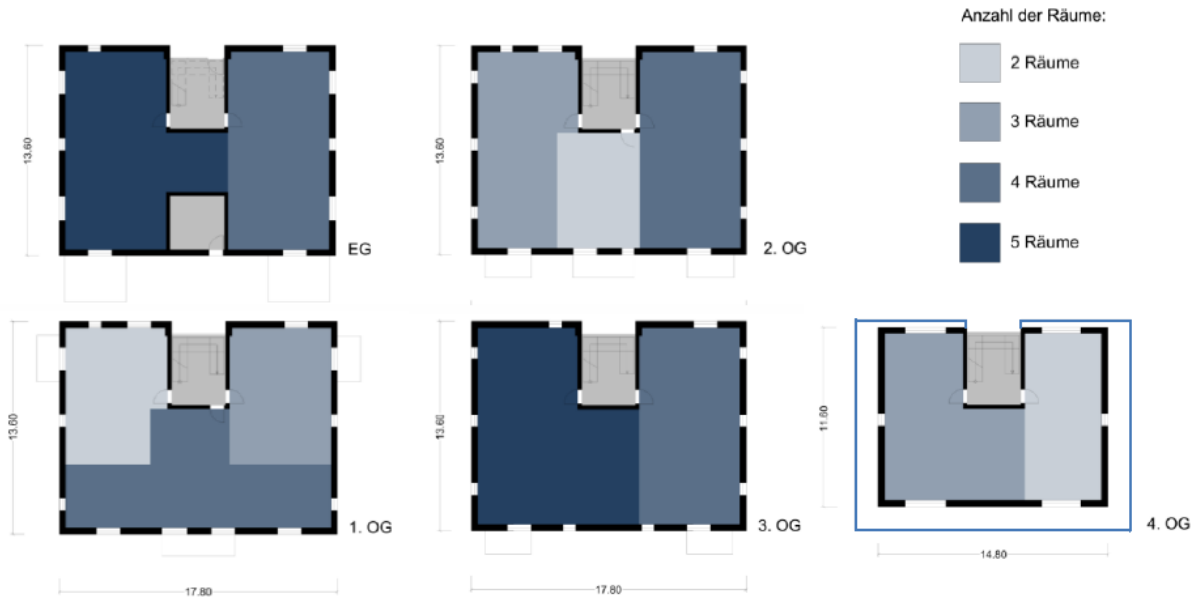 Anzahl der Räume:
2 Räume
3 Räume
4 Räume
5 Räume
13.60
EG
13.60
2. OG
13.60
1. OG
17.80
13.60
3. OG
17.80
11.60
4. OG
14.80